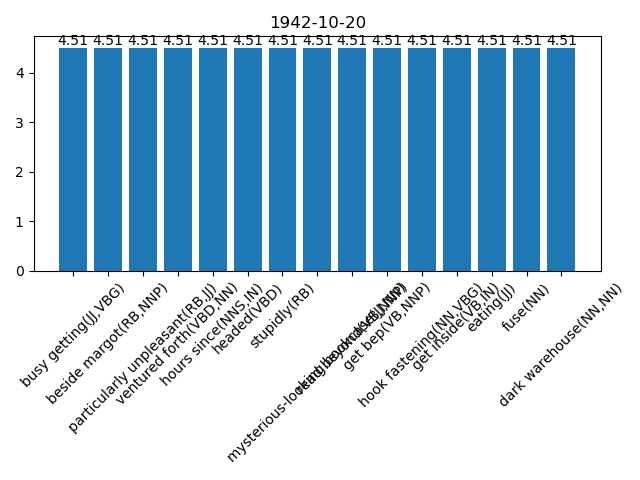 1942-10-20
4.51 4.51 4.51 4.51 4.51 4.51 4.51 4.51 4.51 4.51 4.51 4.51 4.51 4.51 4.51
4
3
2
1
0
busy getting(JJ,VBG)
beside margot(RB,NNP)
particularly unpleasant(RB,JJ)
ventured forth(VBD,NN)
hours since(NNS,IN)
headed(VBD)
stupidly(RB)
mysterious-looking
get bep(VB,NNP)
hook fastening(NN,VBG)
get inside(VB,IN)
eating(JJ)
fuse(NN)
dark warehouse(NN,NN)